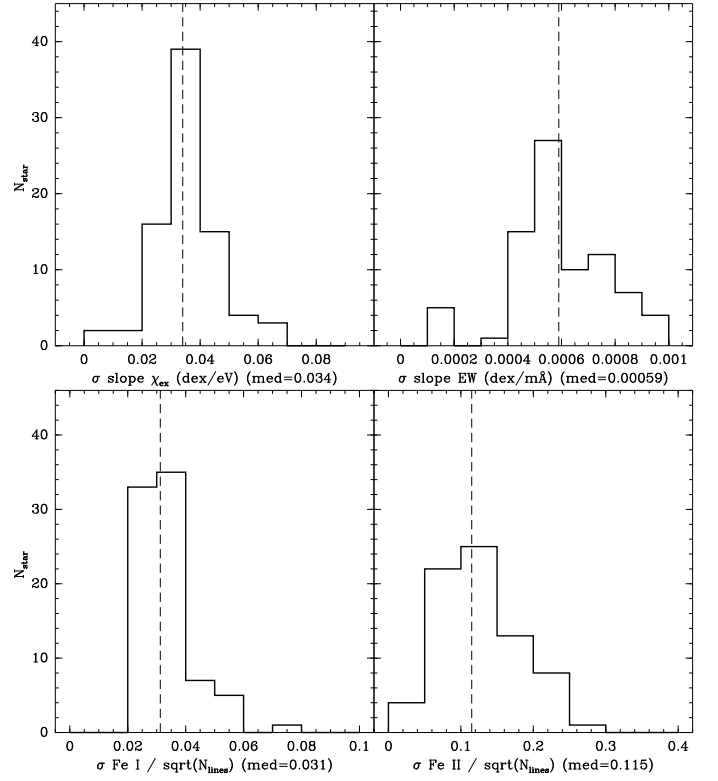 40
30
20
10
0
N_star
0 0.02 0.04 0.06 0.08
0 0.0002 0.0004 0.0006 0.0008 0.001
σ slope χ_ex (dex/eV) (med=0.034)
σ slope EW (dex/mÅ) (med=0.00059)
40
30
20
10
0
N_star
0 0.02 0.04 0.06 0.08 0.1
0 0.1 0.2 0.3 0.4
σ Fe I / sqrt(N_lines) (med=0.031)
σ Fe II / sqrt(N_lines) (med=0.115)